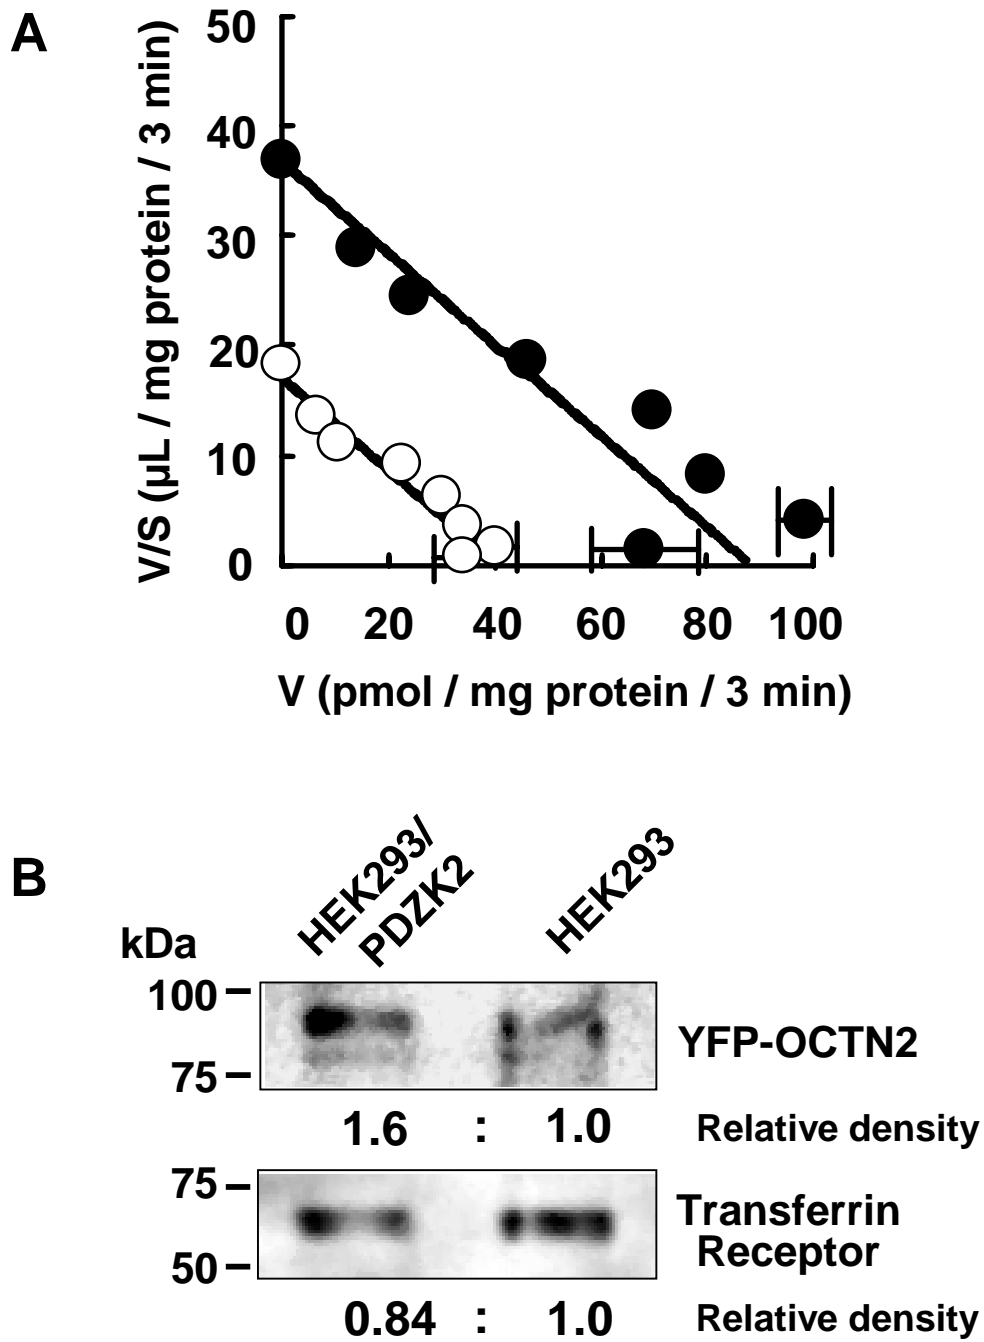 A
50
40
30
20
10
0
V/S (µL / mg protein / 3 min)
0 20 40 60 80 100
V (pmol / mg protein / 3 min)
B
HEK293/
PDZK2
HEK293
kDa
100
75
YFP-OCTN2
1.6 : 1.0 Relative density
75
50
Transferrin
Receptor
0.84 : 1.0 Relative density